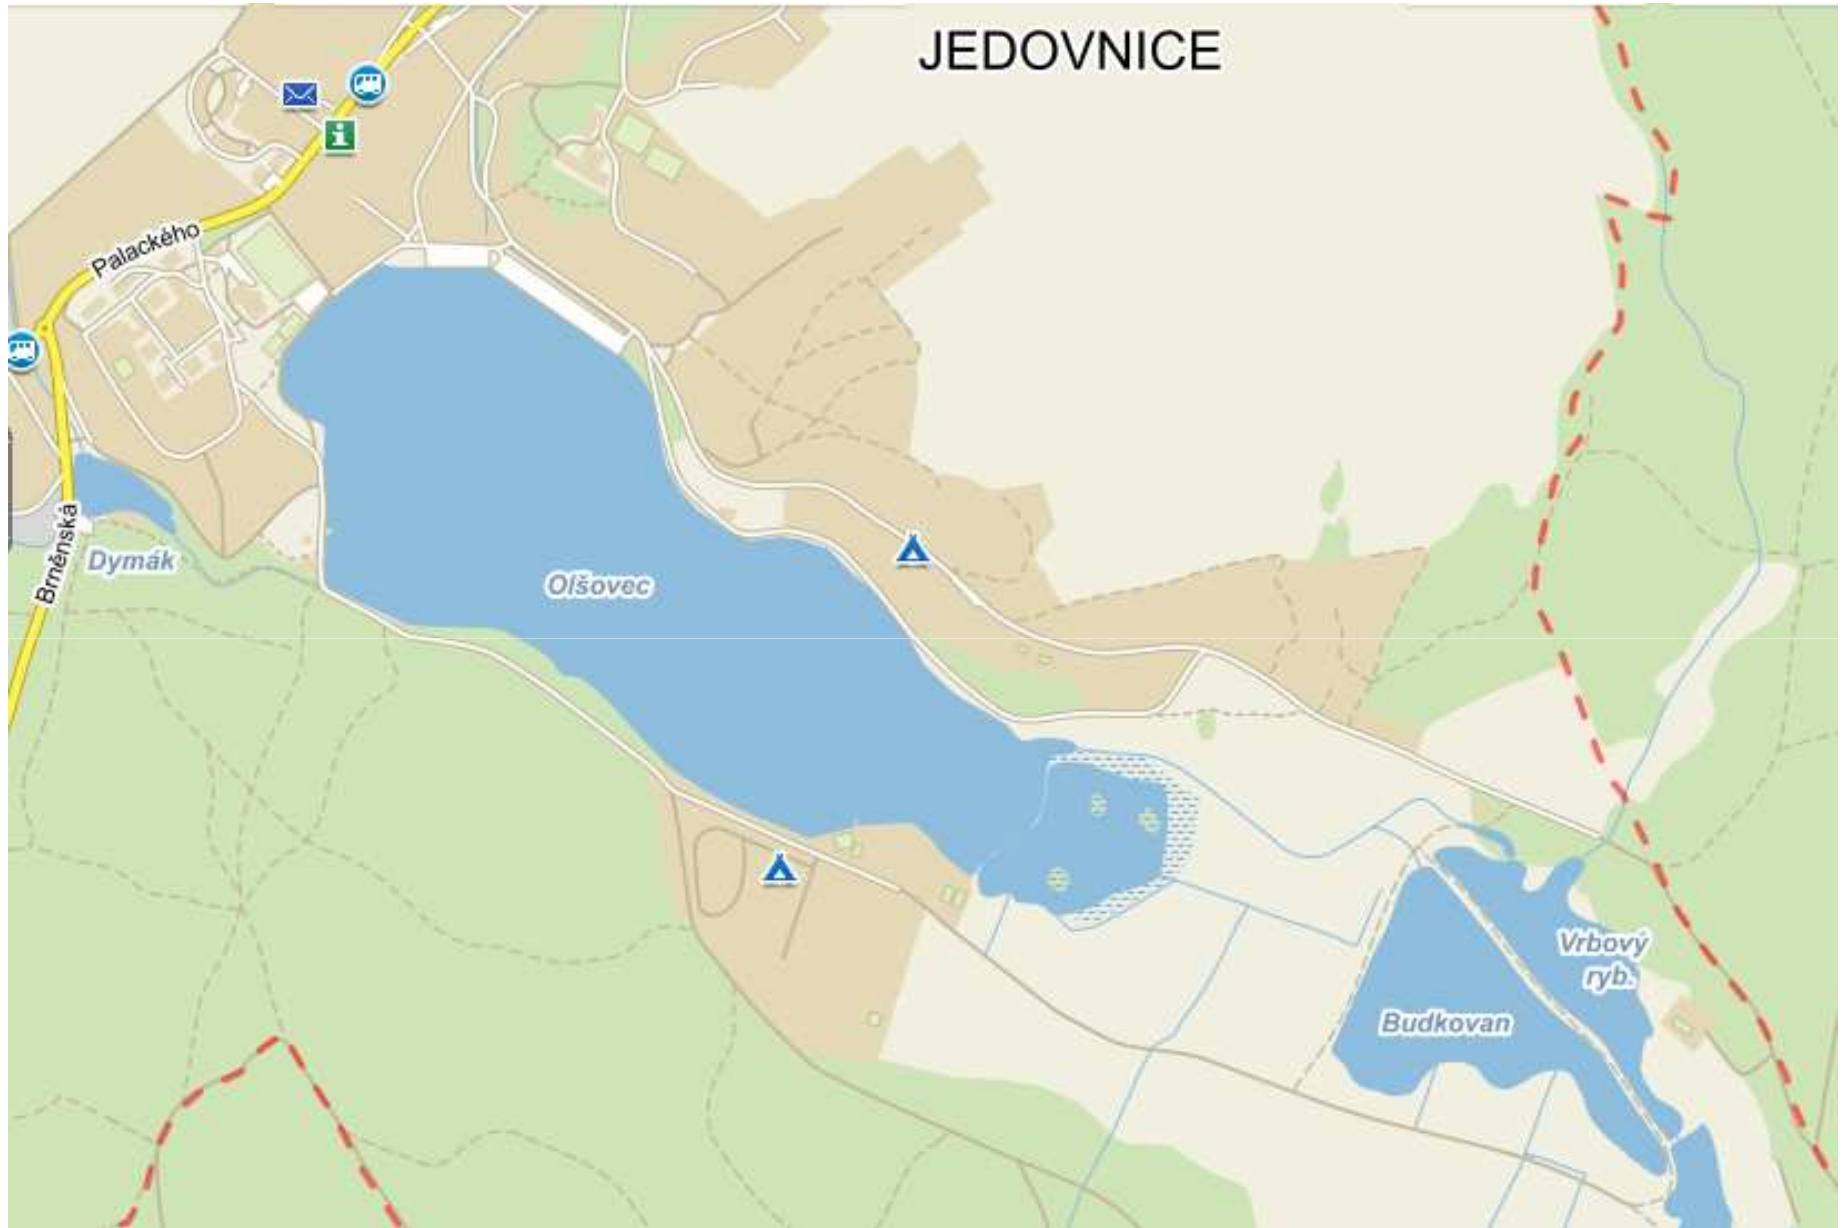 JEDOVNICE
Palackého
Brněnská
Dymák
Olšovec
Vrbový
ryb.
Budkovan